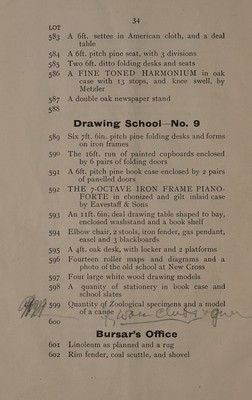 34
LOT
583 A 6ft. settee in American cloth, and a deal
table
584 A 6ft. pitch pine seat, with 3 divisions
585 Two 6ft. ditto folding desks and seats
586 A FINE TONED HARMONIUM in oak
case with 13 stops, and knee swell, by
Metzler
587 A double oak newspaper stand
588
Drawing School—No. 9
589 Six 7ft. 6in. pitch pine folding desks and forms
on iron frames
590 The 16ft. run of painted cupboards enclosed
by 6 pairs of folding doors
591 A 6ft. pitch pine book case enclosed by 2 pairs
of panelled doors
592 THE 7-OCTAVE IRON FRAME PIANO-
FORTE in ebonized and gilt inlaid case
by Eavestaff & Sons
593 An 11ft. 6in. deal drawing table shaped to bay,
enclosed washstand and a book shelf
594 Elbow chair, 2 stools, iron fender, gas pendant,
easel and 3 blackboards
595 A 4ft. oak desk, with locker and 2 platforms
596 Fourteen roller maps and diagrams and a
photo of the old school at New Cross
597 Four large white wood drawing models
598 A quanity of stationery in book case and
school slates
599 Quantity of Zoological specimens and a model
of a canoe
600
Bursar's Office
601 Linoleum as planned and a rug
602 Rim fender, coal scuttle, and shovel